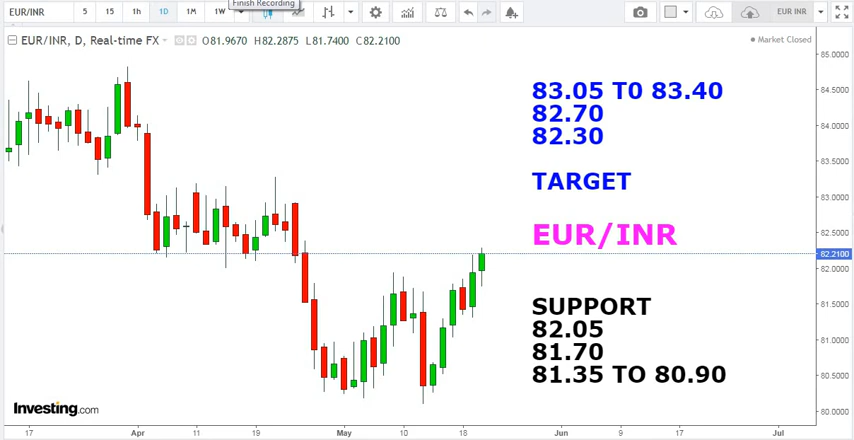 Finish Recording
EUR/INR 5 15 1h 1D 1M 1W EUR INR
EUR/INR, D, Real-time FX O81.9670 H82.2875 L81.7400 C82.2100 Market Closed
85.0000
84.5000
84.0000
83.5000
83.0000
82.5000
82.2100
82.0000
81.5000
81.0000
80.5000
80.0000
83.05 T0 83.40
82.70
82.30
TARGET
EUR/INR
SUPPORT
82.05
81.70
81.35 TO 80.90
Investing.com
17 Apr 11 19 May 10 18 Jun 9 17 Jul